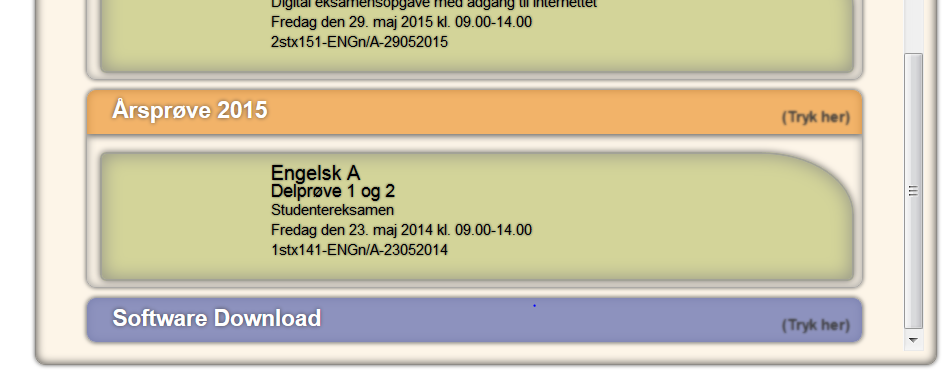 Digital eksamensopgave med adgang til internettet
Fredag den 29. maj 2015 kl. 09.00-14.00
2stx151-ENGn/A-29052015
Årsprøve 2015
(Tryk her)
Engelsk A
Delprøve 1 og 2
Studentereksamen
Fredag den 23. maj 2014 kl. 09.00-14.00
1stx141-ENGn/A-23052014
Software Download
(Tryk her)